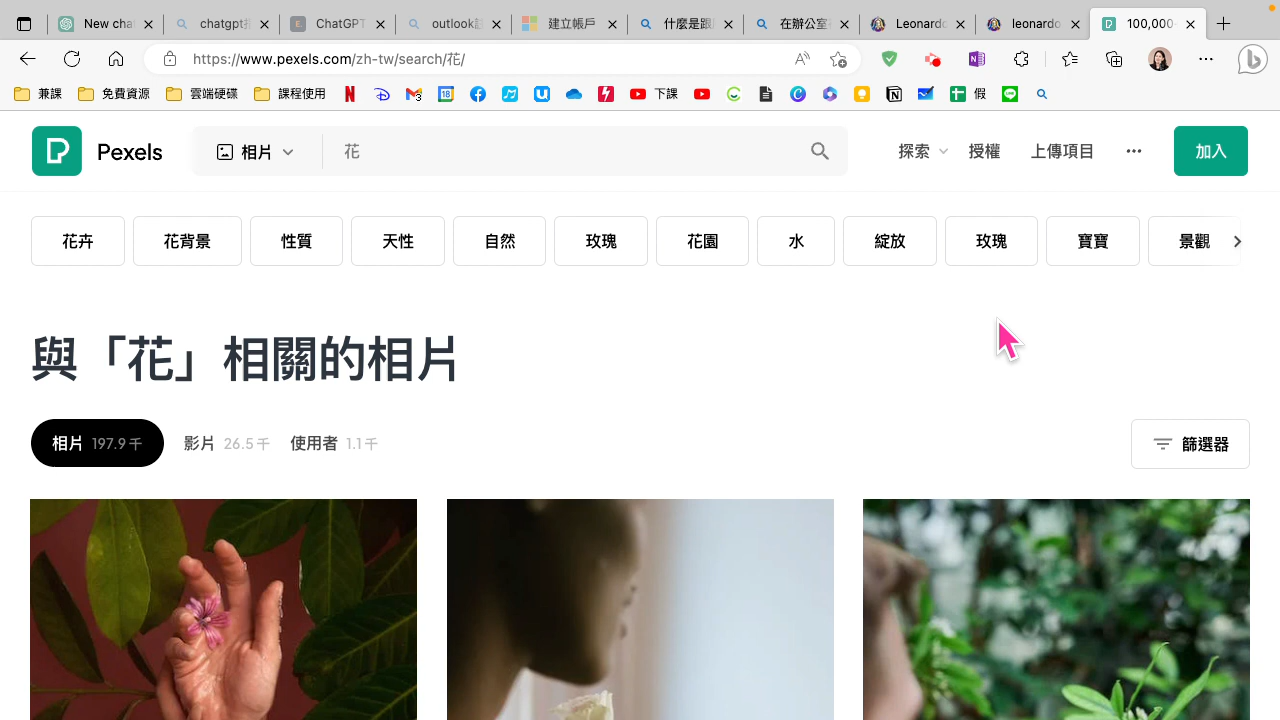 New chat
chatgpt
ChatGPT
outlook
建立帳戶
什麼是跟
在辦公室
Leonardo
leonardo
100,000+
https://www.pexels.com/zh-tw/search/花/
兼課
免費資源
雲端硬碟
課程使用
下課
假
Pexels
相片
花
探索
授權
上傳項目
加入
花卉
花背景
性質
天性
自然
玫瑰
花園
水
綻放
玫瑰
寶寶
景觀
與「花」相關的相片
相片 197.9 千
影片 26.5 千
使用者 1.1 千
篩選器